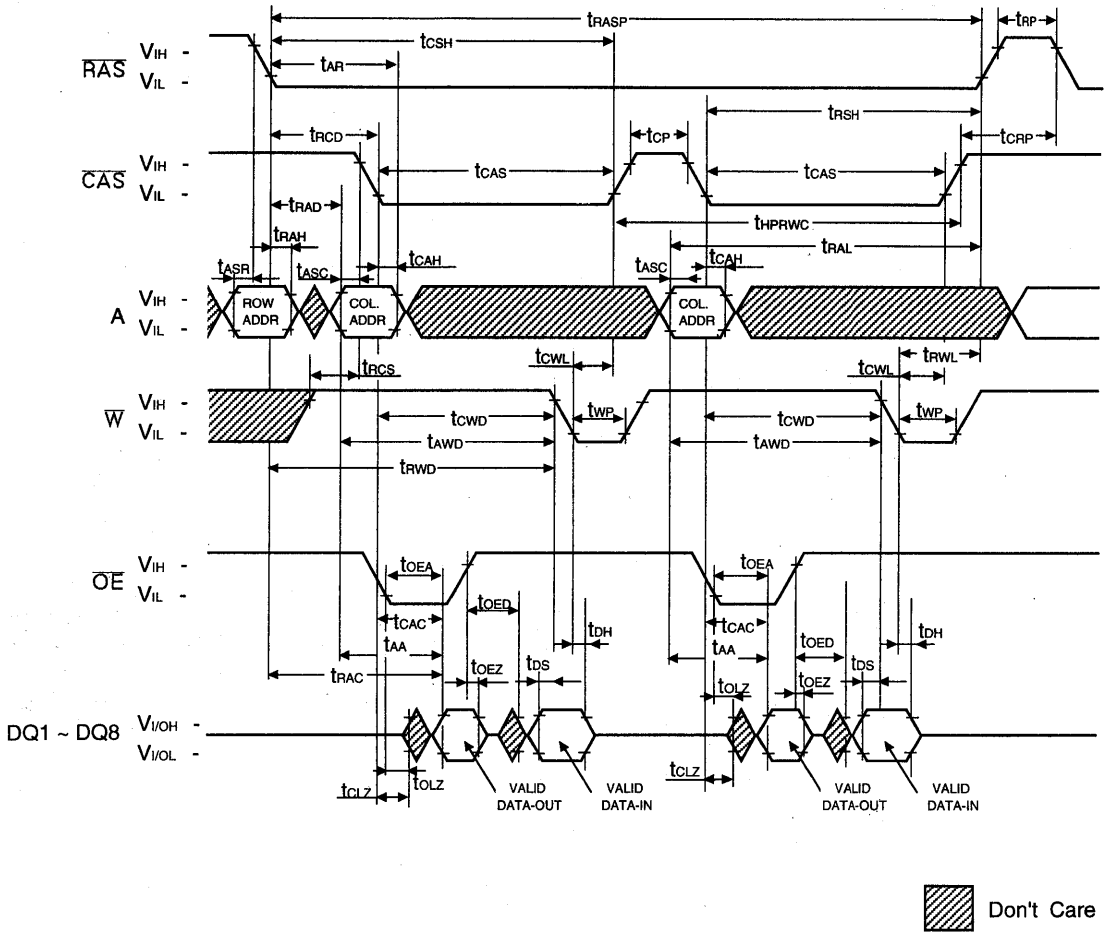 tRASP
tRP
tCSH
tAR
RAS
VIH -
VIL -
tRSH
tRCD
tCP
tCRP
CAS
VIH -
VIL -
tCAS
tCAS
tRAD
tHPRWC
tRAH
tRAL
tASR
tASC
tCAH
tASC
tCAH
A
VIH -
VIL -
ROW
ADDR
COL.
ADDR
COL.
ADDR
tRCS
tCWL
tRWL
tCWL
W
VIH -
VIL -
tCWD
tWP
tCWD
tWP
tAWD
tAWD
tRWD
OE
VIH -
VIL -
tOEA
tOEA
tOED
tCAC
tCAC
tDH
tDH
tAA
tAA
tOED
tRAC
tOEZ
tDS
tOLZ
tOEZ
tDS
DQ1 ~ DQ8
VI/OH -
VI/OL -
tCLZ
tOLZ
tCLZ
VALID
DATA-OUT
VALID
DATA-IN
VALID
DATA-OUT
VALID
DATA-IN
Don't Care